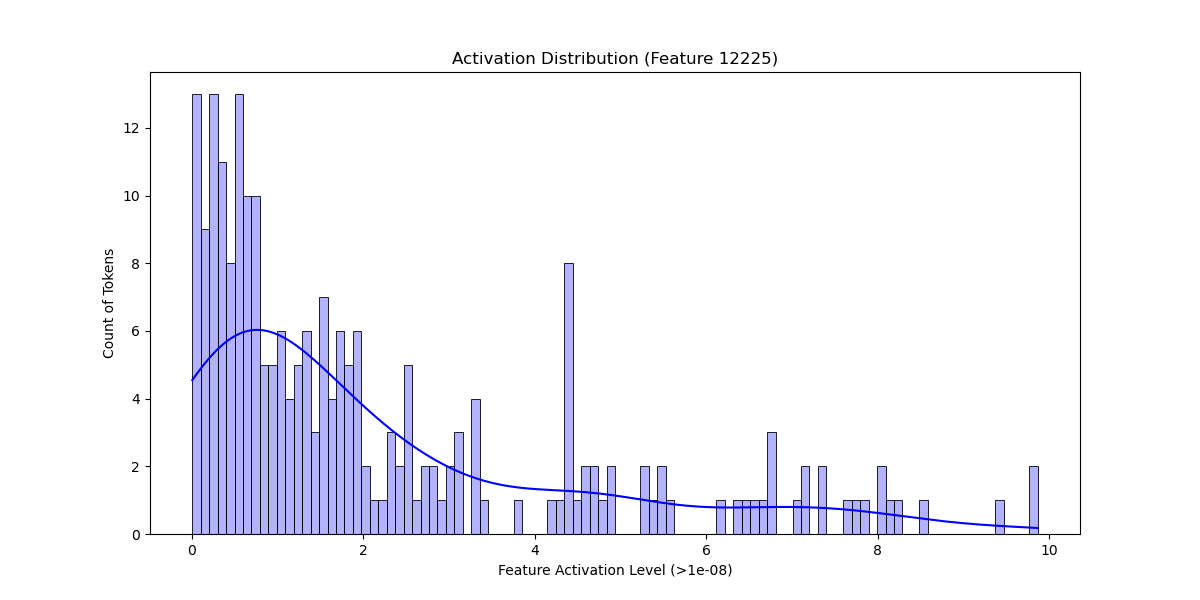 Activation Distribution (Feature 12225)
Count of Tokens
12
10
8
6
4
2
0
0 2 4 6 8 10
Feature Activation Level (>1e-08)